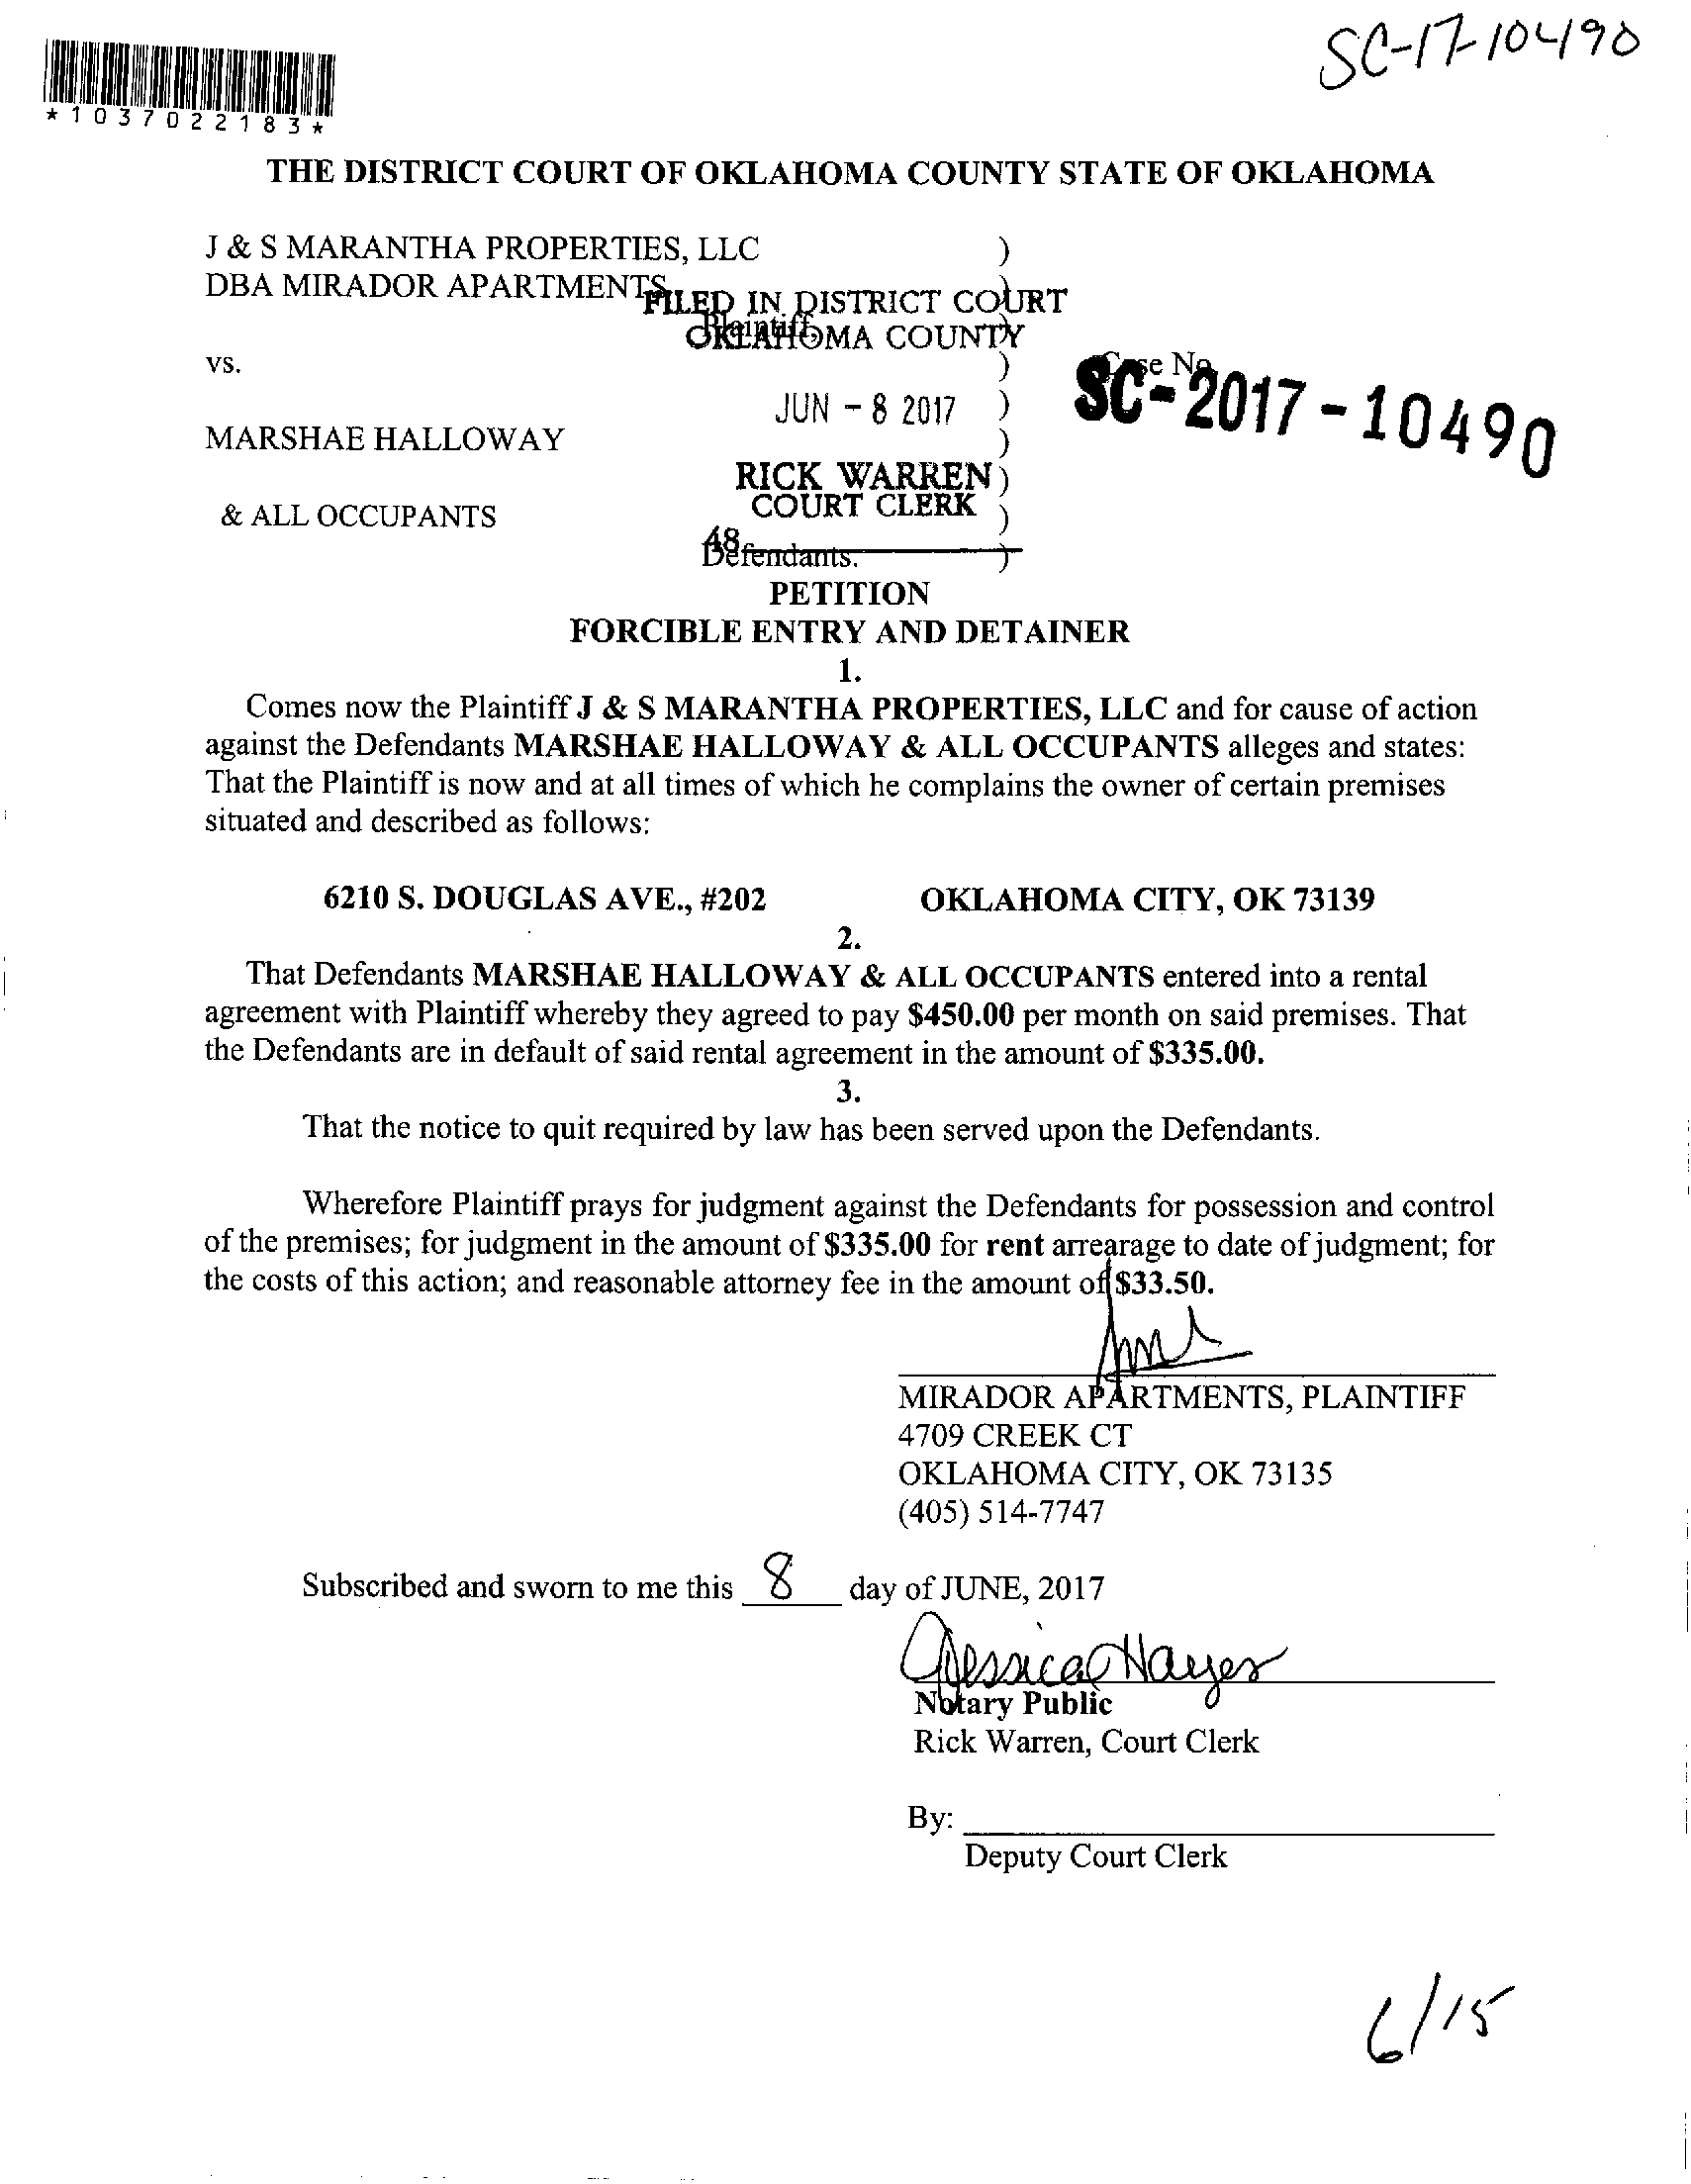 SC-17-10490
*1037022183*
THE DISTRICT COURT OF OKLAHOMA COUNTY STATE OF OKLAHOMA
J & S MARANTHA PROPERTIES, LLC )
DBA MIRADOR APARTMENTS )
FILED IN DISTRICT COURT
OKLAHOMA COUNTY
Plaintiff, )
vs. ) Case No.
SC-2017-10490
JUN - 8 2017 )
MARSHAE HALLOWAY )
RICK WARREN )
COURT CLERK
& ALL OCCUPANTS )
48
Defendants. )
PETITION
FORCIBLE ENTRY AND DETAINER
1.
Comes now the Plaintiff J & S MARANTHA PROPERTIES, LLC and for cause of action
against the Defendants MARSHAE HALLOWAY & ALL OCCUPANTS alleges and states:
That the Plaintiff is now and at all times of which he complains the owner of certain premises
situated and described as follows:
6210 S. DOUGLAS AVE., #202 OKLAHOMA CITY, OK 73139
2.
That Defendants MARSHAE HALLOWAY & ALL OCCUPANTS entered into a rental
agreement with Plaintiff whereby they agreed to pay $450.00 per month on said premises. That
the Defendants are in default of said rental agreement in the amount of $335.00.
3.
That the notice to quit required by law has been served upon the Defendants.
Wherefore Plaintiff prays for judgment against the Defendants for possession and control
of the premises; for judgment in the amount of $335.00 for rent arrearage to date of judgment; for
the costs of this action; and reasonable attorney fee in the amount of $33.50.
MIRADOR APARTMENTS, PLAINTIFF
4709 CREEK CT
OKLAHOMA CITY, OK 73135
(405) 514-7747
Subscribed and sworn to me this 8 day of JUNE, 2017
Jessica Hayes
Notary Public
Rick Warren, Court Clerk
By:
Deputy Court Clerk
6/15